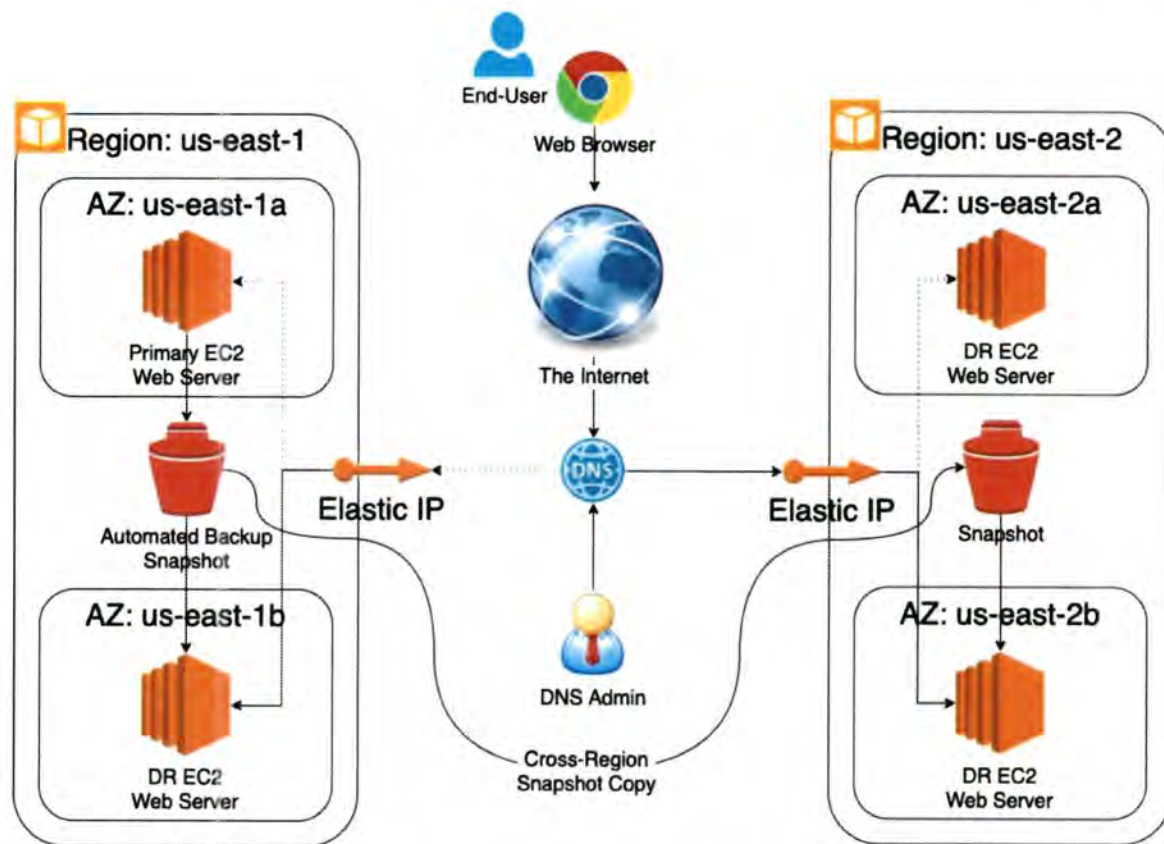 End-User
Web Browser
Region: us-east-1
Region: us-east-2
AZ: us-east-1a
AZ: us-east-2a
Primary EC2
Web Server
The Internet
DR EC2
Web Server
DNS
Elastic IP
Elastic IP
Automated Backup
Snapshot
Snapshot
AZ: us-east-1b
AZ: us-east-2b
DNS Admin
DR EC2
Web Server
Cross-Region
Snapshot Copy
DR EC2
Web Server